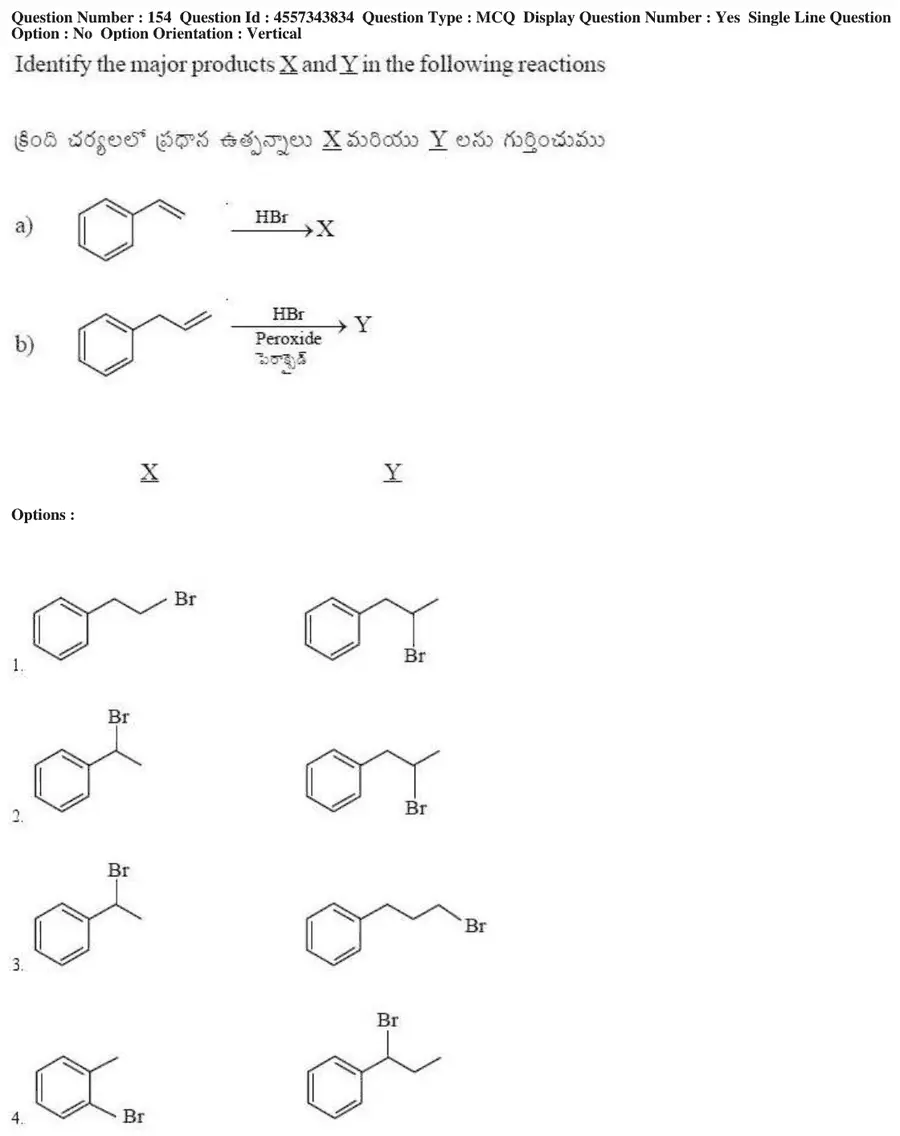 Question Number : 154 Question Id : 4557343834 Question Type : MCQ Display Question Number : Yes Single Line Question
Option : No Option Orientation : Vertical
Identify the major products X and Y in the following reactions
క్రింది చర్యలలో ప్రధాన ఉత్పన్నాలు X మరియు Y లను గుర్తించుము
a)
HBr
X
b)
HBr
Peroxide
పెరాక్సైడ్
Y
X Y
Options :
Br
Br
1.
Br
Br
2.
Br
Br
3.
Br
Br
4.